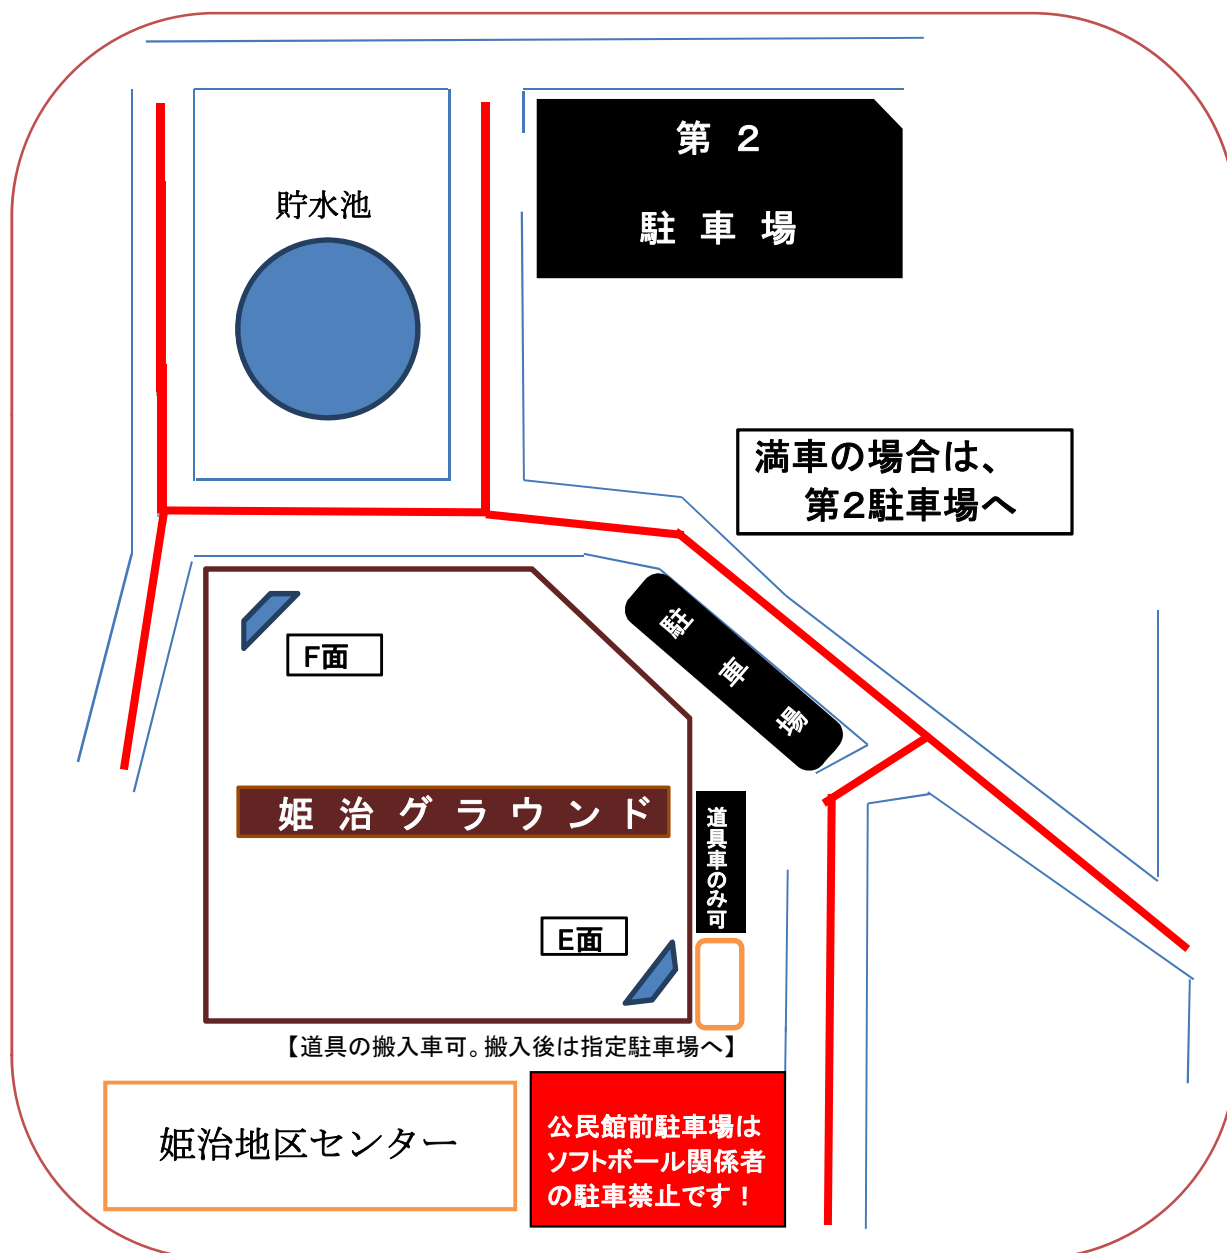 第 2
駐 車 場
貯水池
満車の場合は、
第2駐車場へ
駐 車 場
F面
姫 治 グ ラ ウ ン ド
道具車のみ可
E面
【道具の搬入車可。搬入後は指定駐車場へ】
姫治地区センター
公民館前駐車場は
ソフトボール関係者
の駐車禁止です！